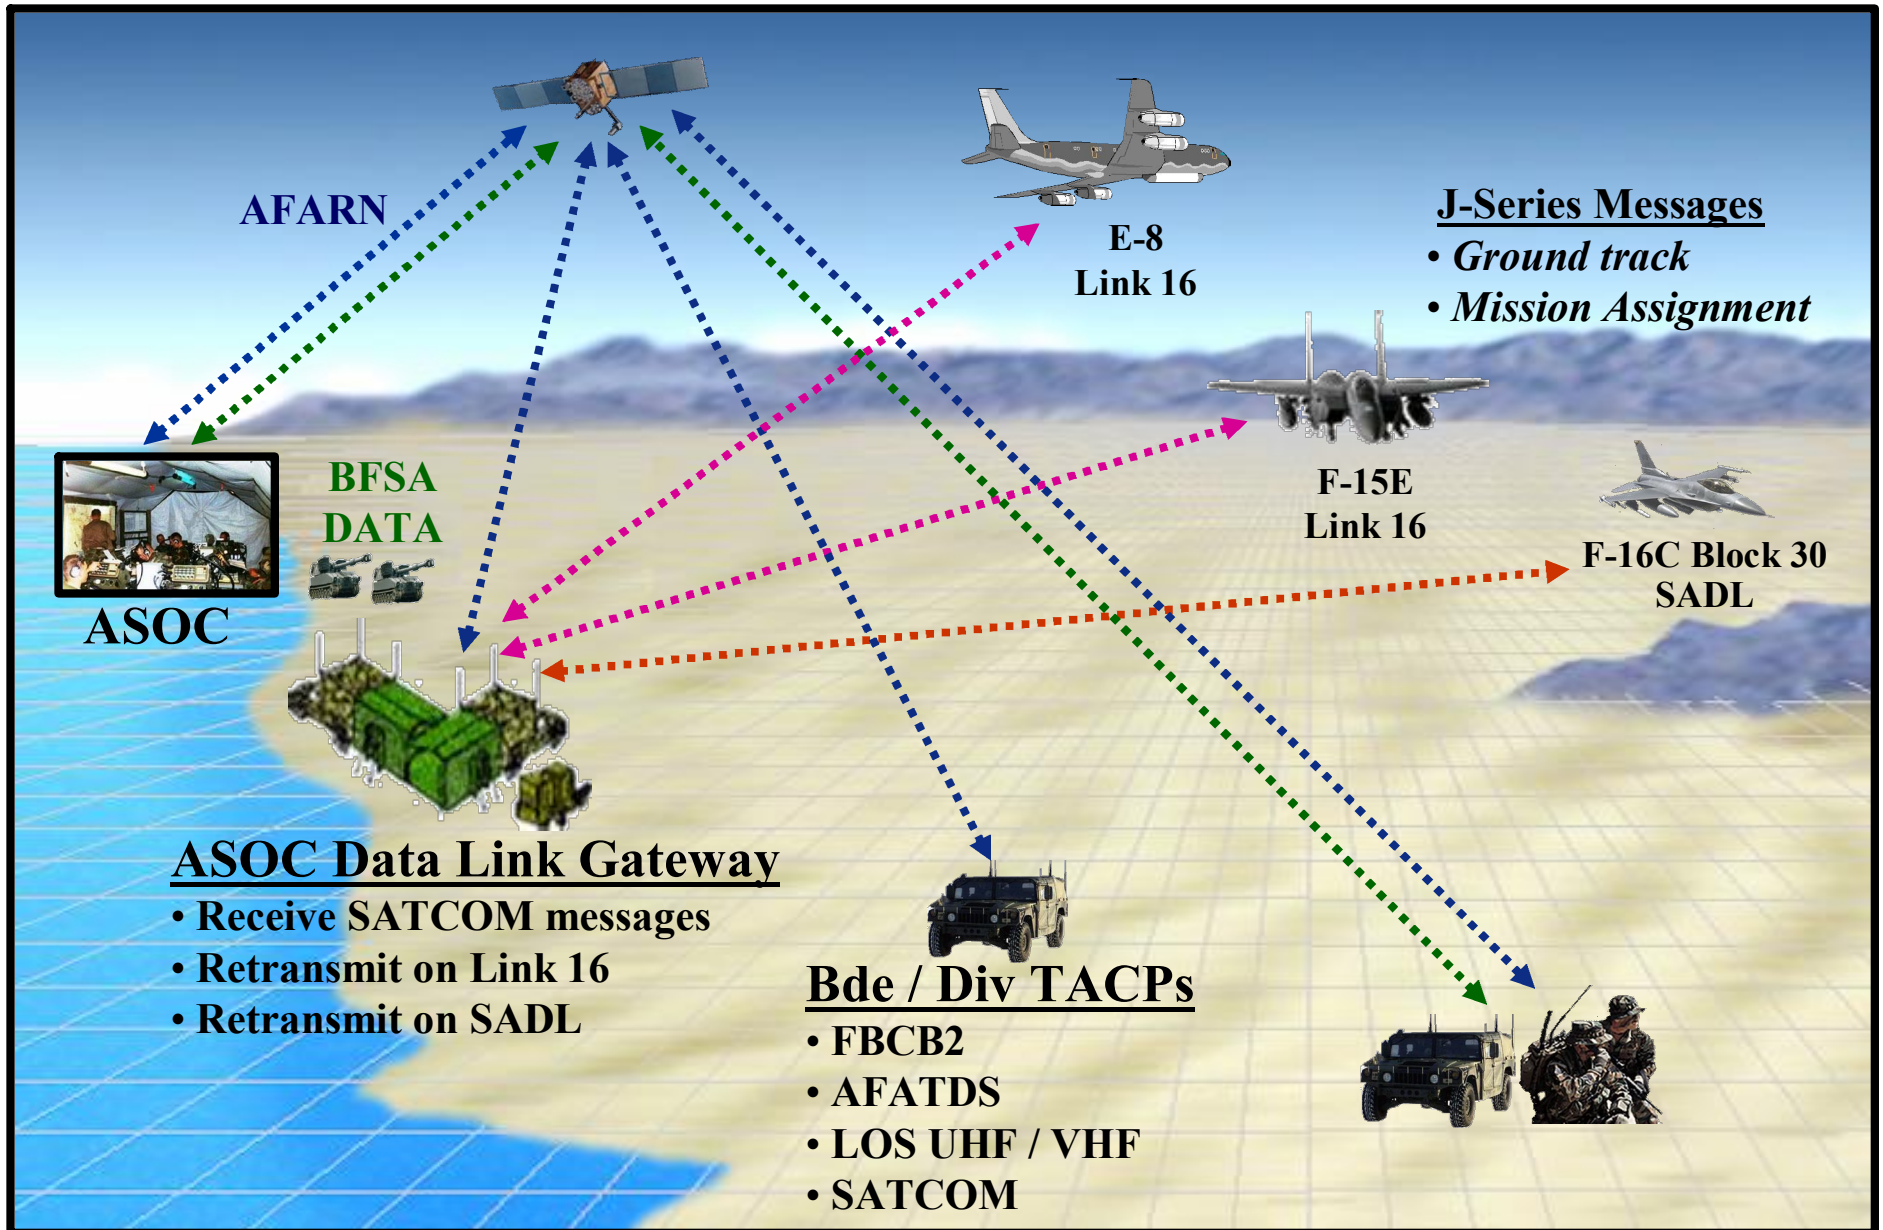 AFARN
E-8
Link 16
J-Series Messages
• Ground track
• Mission Assignment
BFSA
DATA
F-15E
Link 16
F-16C Block 30
SADL
ASOC
ASOC Data Link Gateway
• Receive SATCOM messages
• Retransmit on Link 16
• Retransmit on SADL
Bde / Div TACPs
• FBCB2
• AFATDS
• LOS UHF / VHF
• SATCOM